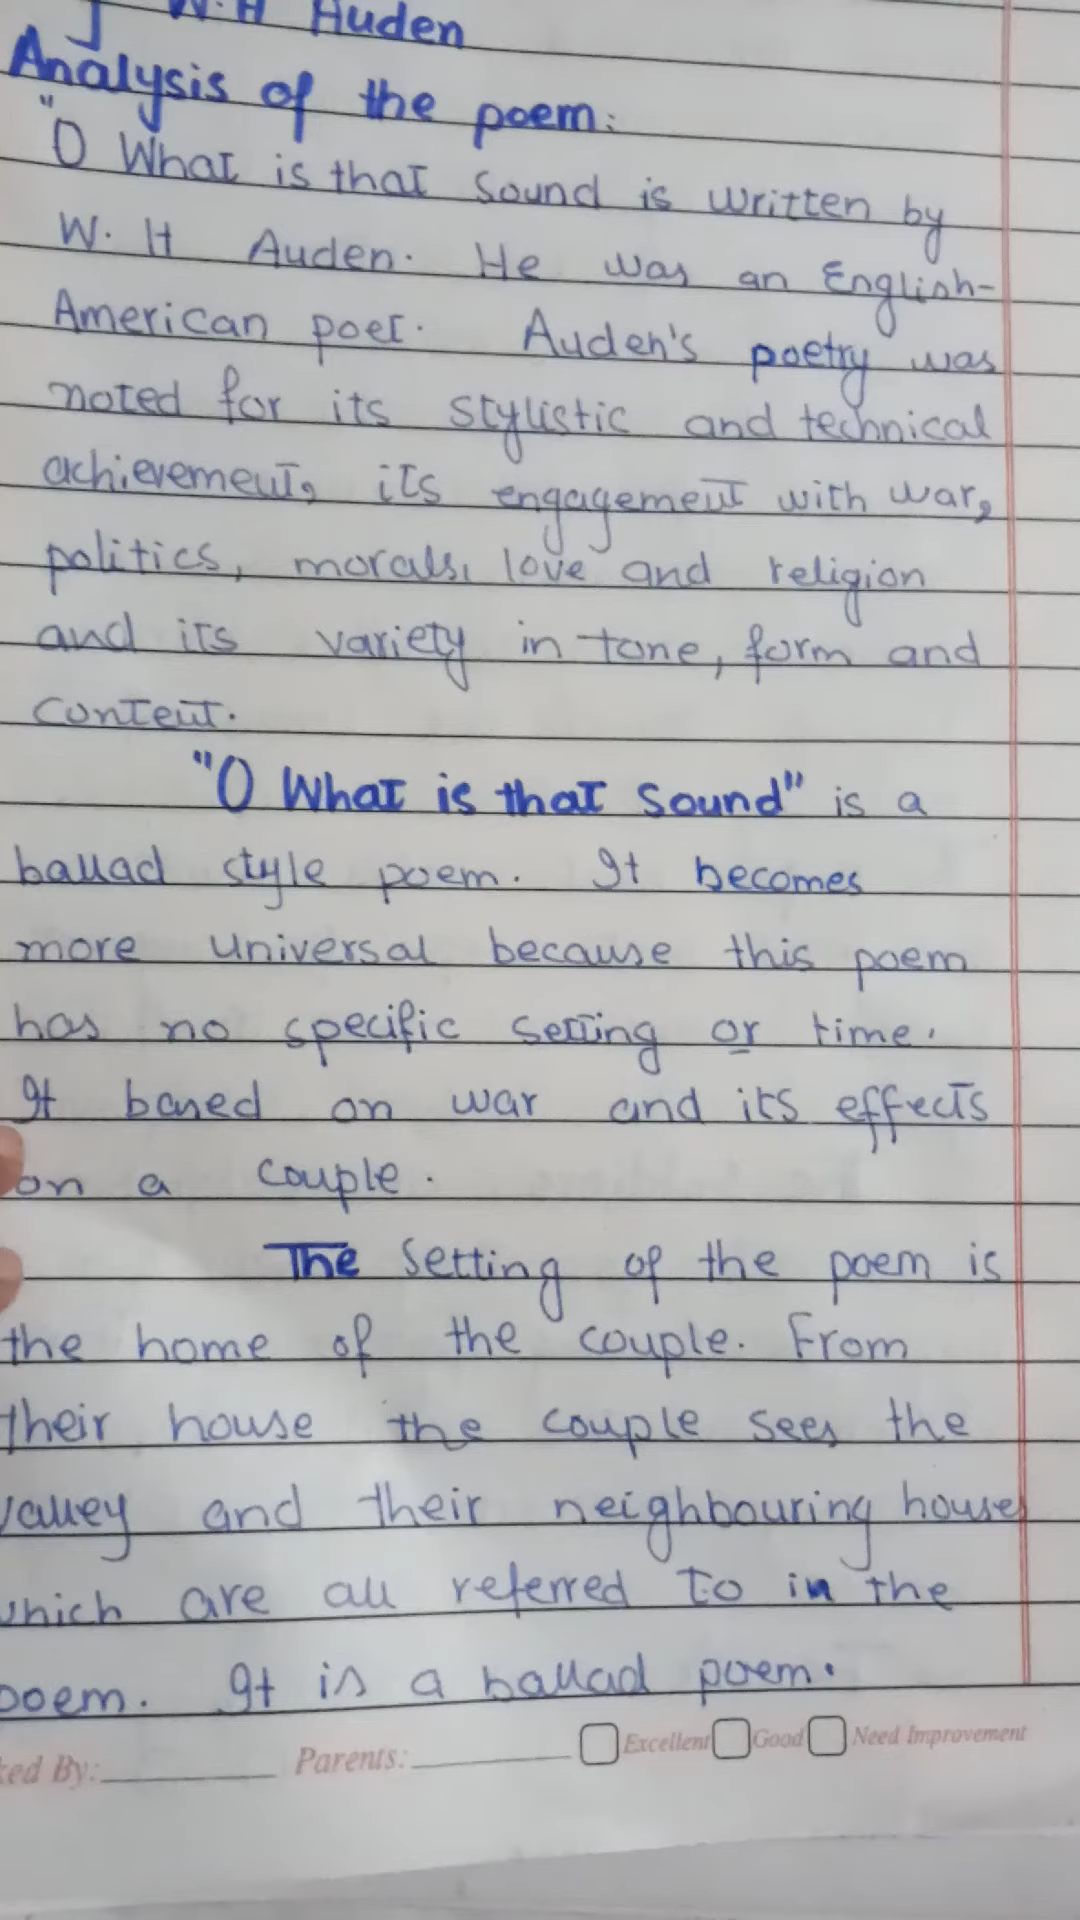 W. H Auden
Analysis of the poem:
"O What is that Sound is written by
W. H Auden. He was an English-
American poet. Auden's poetry was
noted for its stylistic and technical
achievement, its engagement with war,
politics, morals, love and religion
and its variety in tone, form and
content.
"O What is that Sound" is a
ballad style poem. It becomes
more universal because this poem
has no specific setting or time.
It based on war and its effects
on a couple.
The Setting of the poem is
the home of the couple. From
their house the couple sees the
valley and their neighbouring houses
which are all referred to in the
poem. It is a ballad poem.
ked By: Parents: Excellent Good Need Improvement